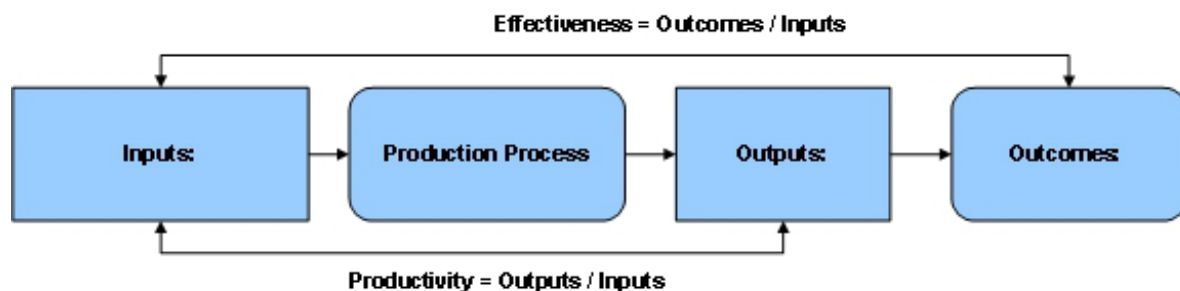 Effectiveness = Outcomes / Inputs
Inputs:
Production Process
Outputs:
Outcomes:
Productivity = Outputs / Inputs